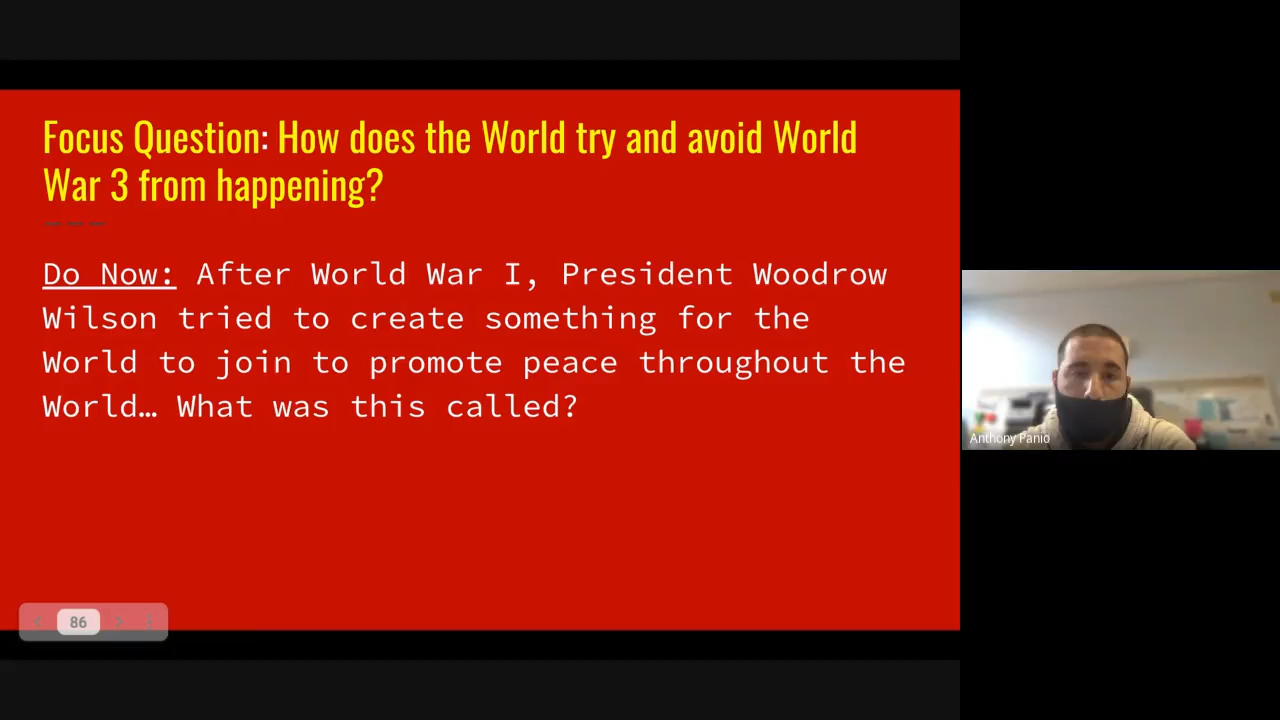 Focus Question: How does the World try and avoid World
War 3 from happening?
Do Now: After World War I, President Woodrow
Wilson tried to create something for the
World to join to promote peace throughout the
World… What was this called?
Anthony Panio
86